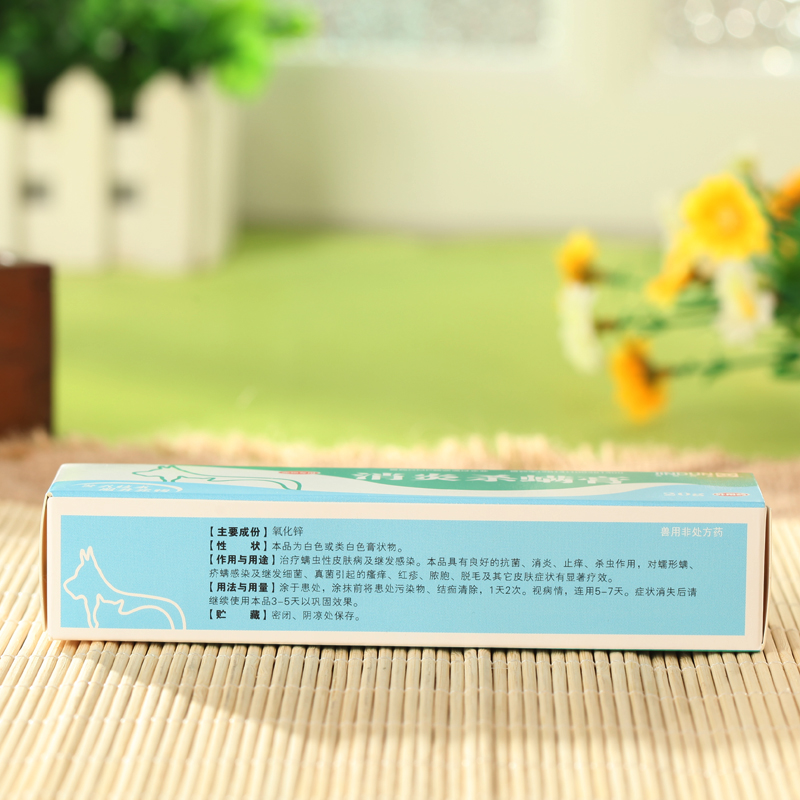 兽用非处方药
【主要成份】氧化锌
【性　　状】本品为白色或类白色膏状物。
【作用与用途】治疗螨虫性皮肤病及继发感染。本品具有良好的抗菌、消炎、止痒、杀虫作用，对蠕形螨、
疥螨感染及继发细菌、真菌引起的瘙痒、红疹、脓胞、脱毛及其它皮肤症状有显著疗效。
【用法与用量】涂于患处，涂抹前将患处污染物、结痂清除，1天2次。视病情，连用5-7天。症状消失后请
继续使用本品3-5天以巩固效果。
【贮　　藏】密闭、阴凉处保存。